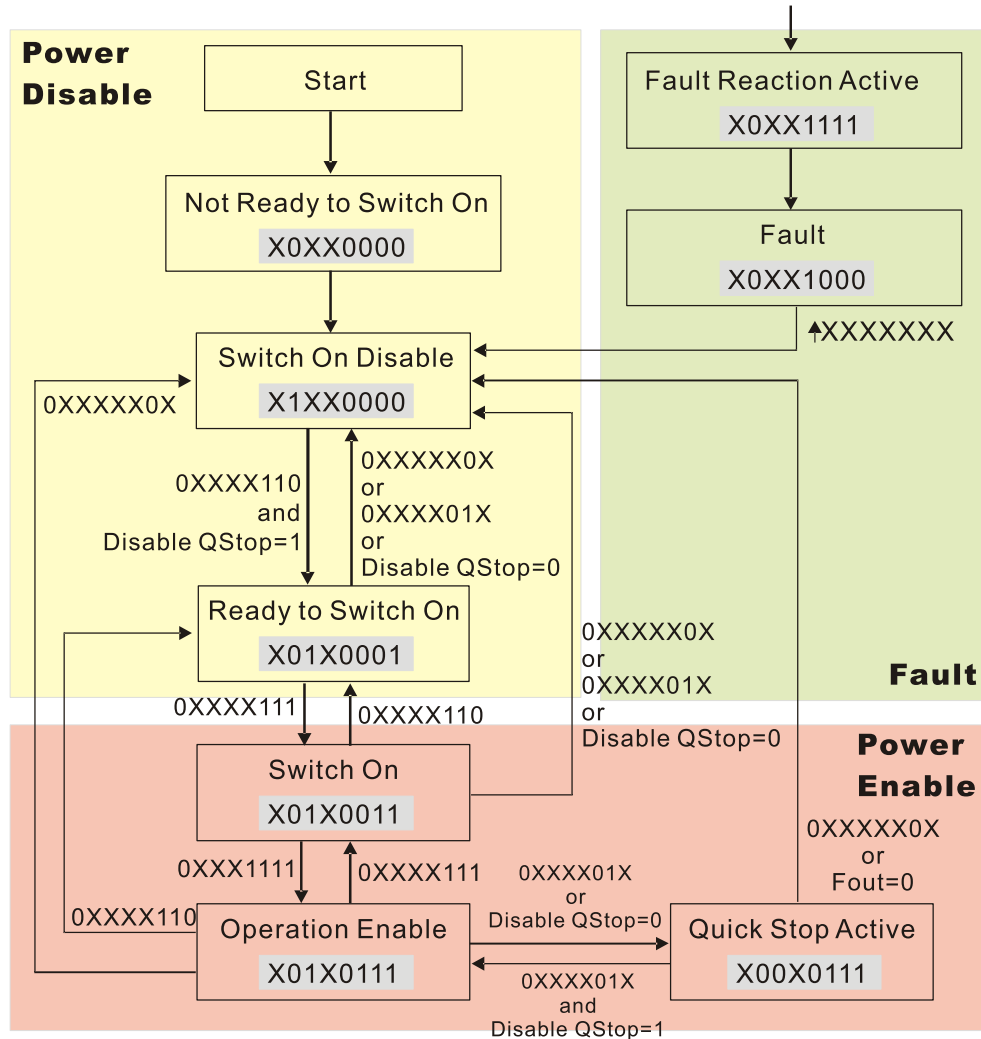 Power
Disable
Start
Not Ready to Switch On
X0XX0000
Switch On Disable
X1XX0000
0XXXXX0X
0XXXX110
and
Disable QStop=1
0XXXXX0X
or
0XXXX01X
or
Disable QStop=0
Ready to Switch On
X01X0001
0XXXX111
0XXXX110
Fault Reaction Active
X0XX1111
Fault
X0XX1000
XXXXXXX
Fault
0XXXXX0X
or
0XXXX01X
or
Disable QStop=0
Power
Enable
Switch On
X01X0011
0XXX1111
0XXXX111
0XXXX110
Operation Enable
X01X0111
0XXXX01X
or
Disable QStop=0
0XXXX01X
and
Disable QStop=1
0XXXXX0X
or
Fout=0
Quick Stop Active
X00X0111